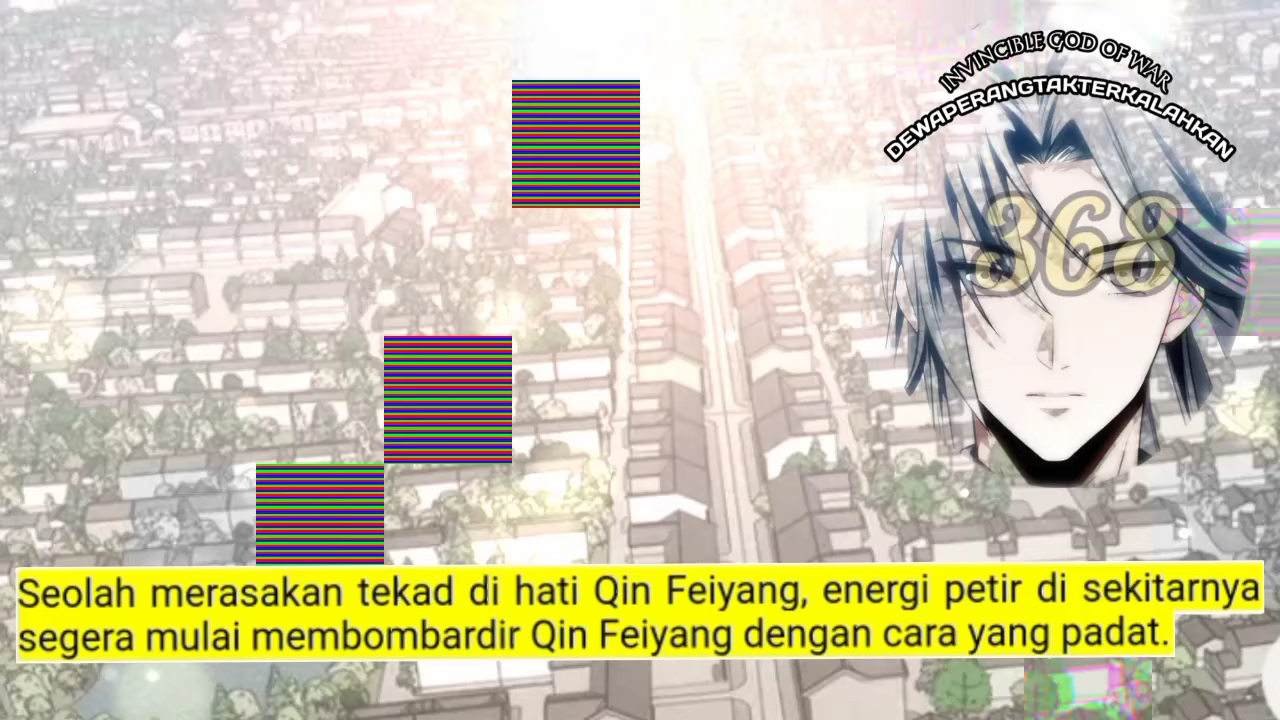 INVINCIBLE GOD OF WAR
DEWAPERANGTAKTERKALAHKAN
368
Seolah merasakan tekad di hati Qin Feiyang, energi petir di sekitarnya
segera mulai membombardir Qin Feiyang dengan cara yang padat.